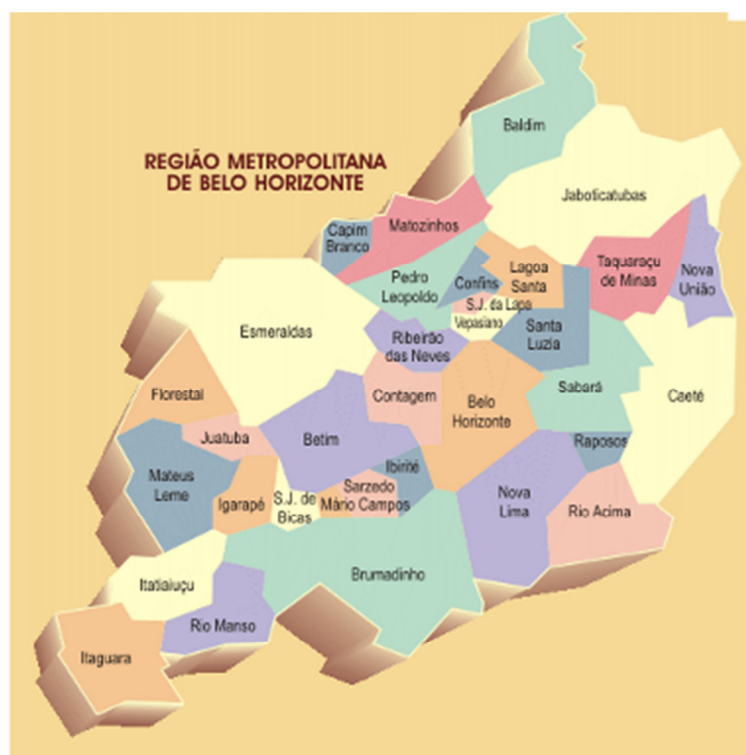 REGIÃO METROPOLITANA
DE BELO HORIZONTE
Baldim
Jaboticatubas
Matozinhos
Capim
Branco
Taquaraçu
de Minas
Nova
União
Pedro
Leopoldo
Confins
Lagoa
Santa
S.J. da Lapa
Vepasiano
Esmeraldas
Ribeirão
das Neves
Santa
Luzia
Florestal
Contagem
Belo
Horizonte
Sabará
Caeté
Juatuba
Betim
Raposos
Mateus
Leme
Ibirité
Igarapé
S.J. de
Bicas
Mário Campos
Sarzedo
Nova
Lima
Rio Acima
Itatiaiuçu
Brumadinho
Rio Manso
Itaguara